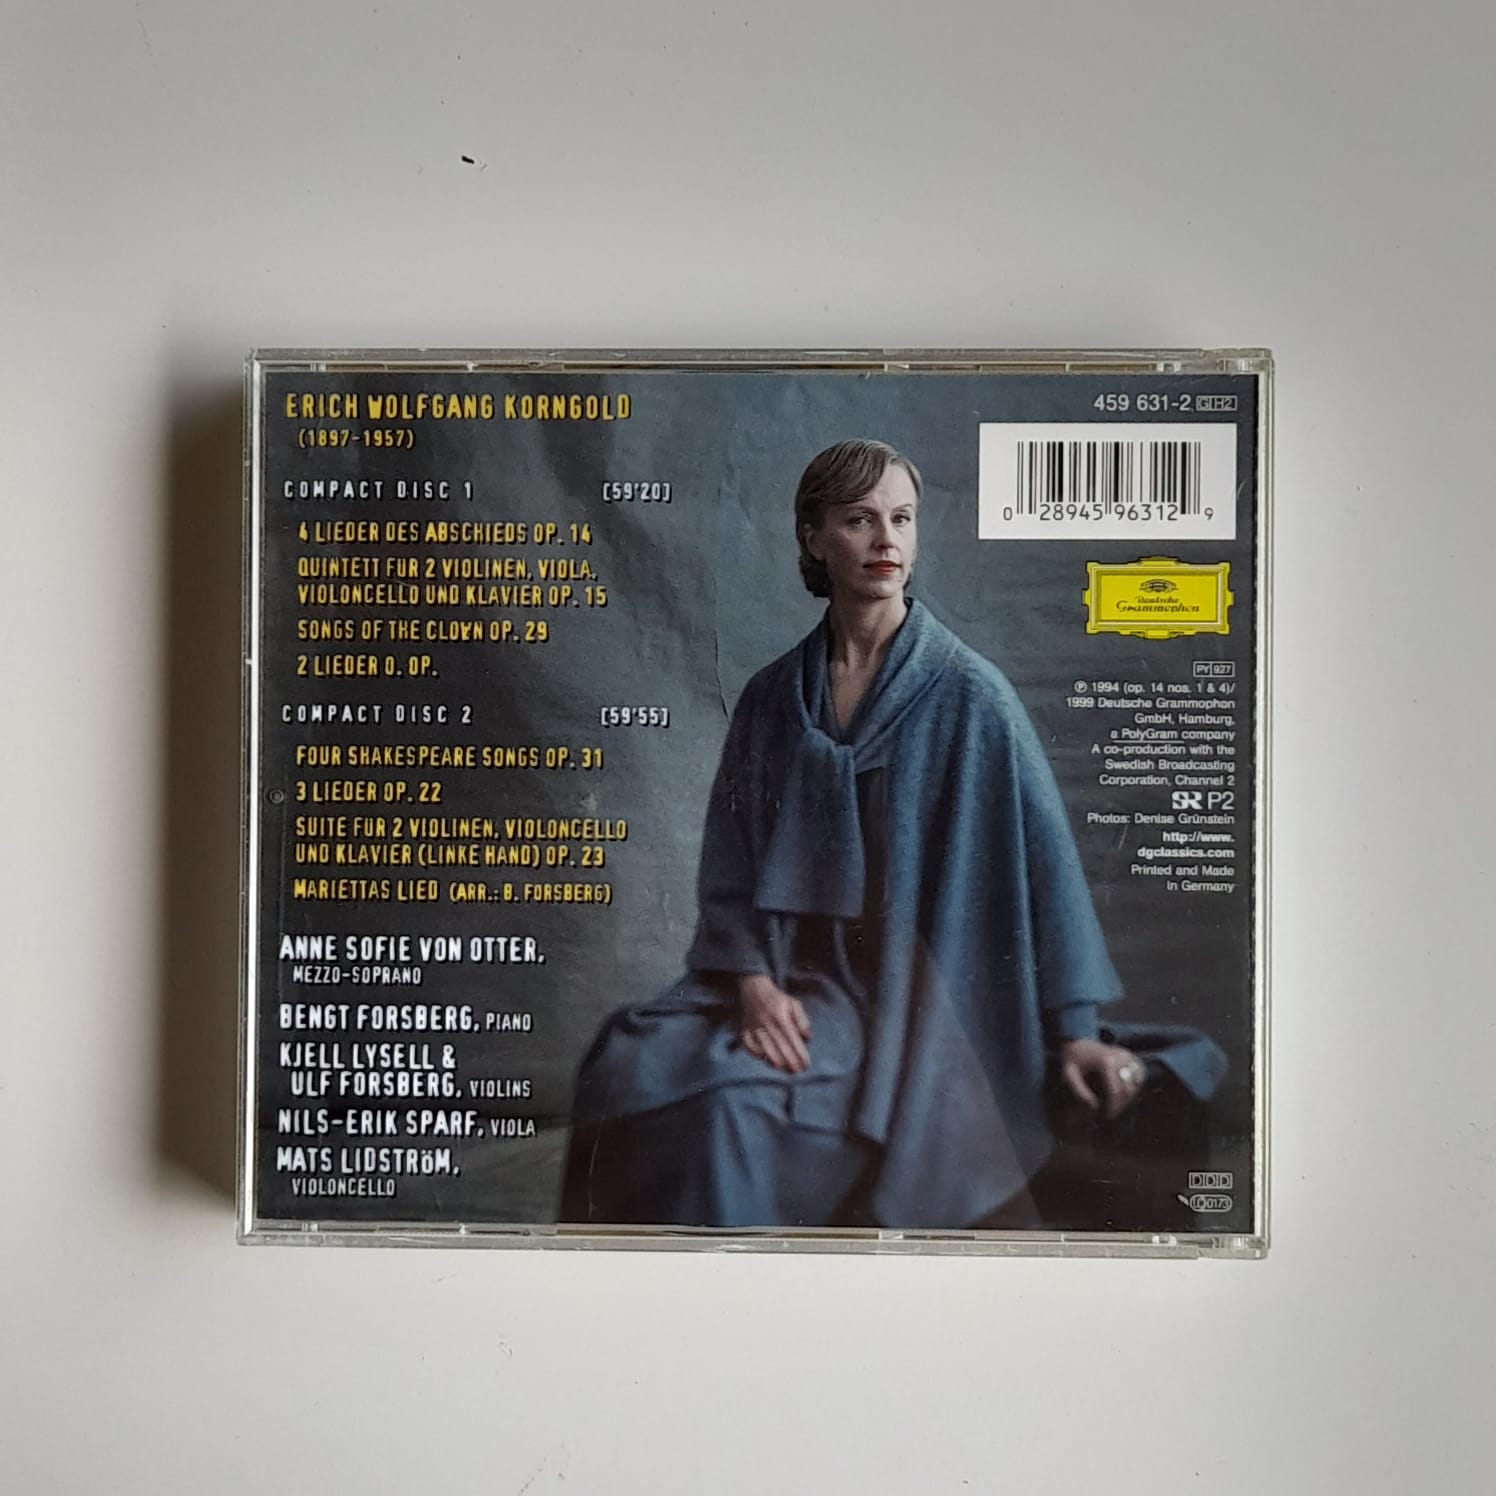 ERICH WOLFGANG KORNGOLD
(1897-1957)
COMPACT DISC 1 [59'20]
4 LIEDER DES ABSCHIEDS OP. 14
QUINTETT FÜR 2 VIOLINEN, VIOLA,
VIOLONCELLO UND KLAVIER OP. 15
SONGS OF THE CLOWN OP. 29
2 LIEDER O. OP.
COMPACT DISC 2 [59'55]
FOUR SHAKESPEARE SONGS OP. 31
3 LIEDER OP. 22
SUITE FÜR 2 VIOLINEN, VIOLONCELLO
UND KLAVIER (LINKE HAND) OP. 23
MARIETTAS LIED (ARR.: B. FORSBERG)
ANNE SOFIE VON OTTER,
MEZZO-SOPRANO
BENGT FORSBERG, PIANO
KJELL LYSELL &
ULF FORSBERG, VIOLINS
NILS-ERIK SPARF, VIOLA
MATS LIDSTRÖM,
VIOLONCELLO
459 631-2 GH2
0 28945 96312 9
Deutsche
Grammophon
PY 927
℗ 1994 (op. 14 nos. 1 & 4)/
1999 Deutsche Grammophon
GmbH, Hamburg,
a PolyGram company
A co-production with the
Swedish Broadcasting
Corporation, Channel 2
SR P2
Photos: Denise Grünstein
http://www.
dgclassics.com
Printed and Made
in Germany
DDD
LC 0173